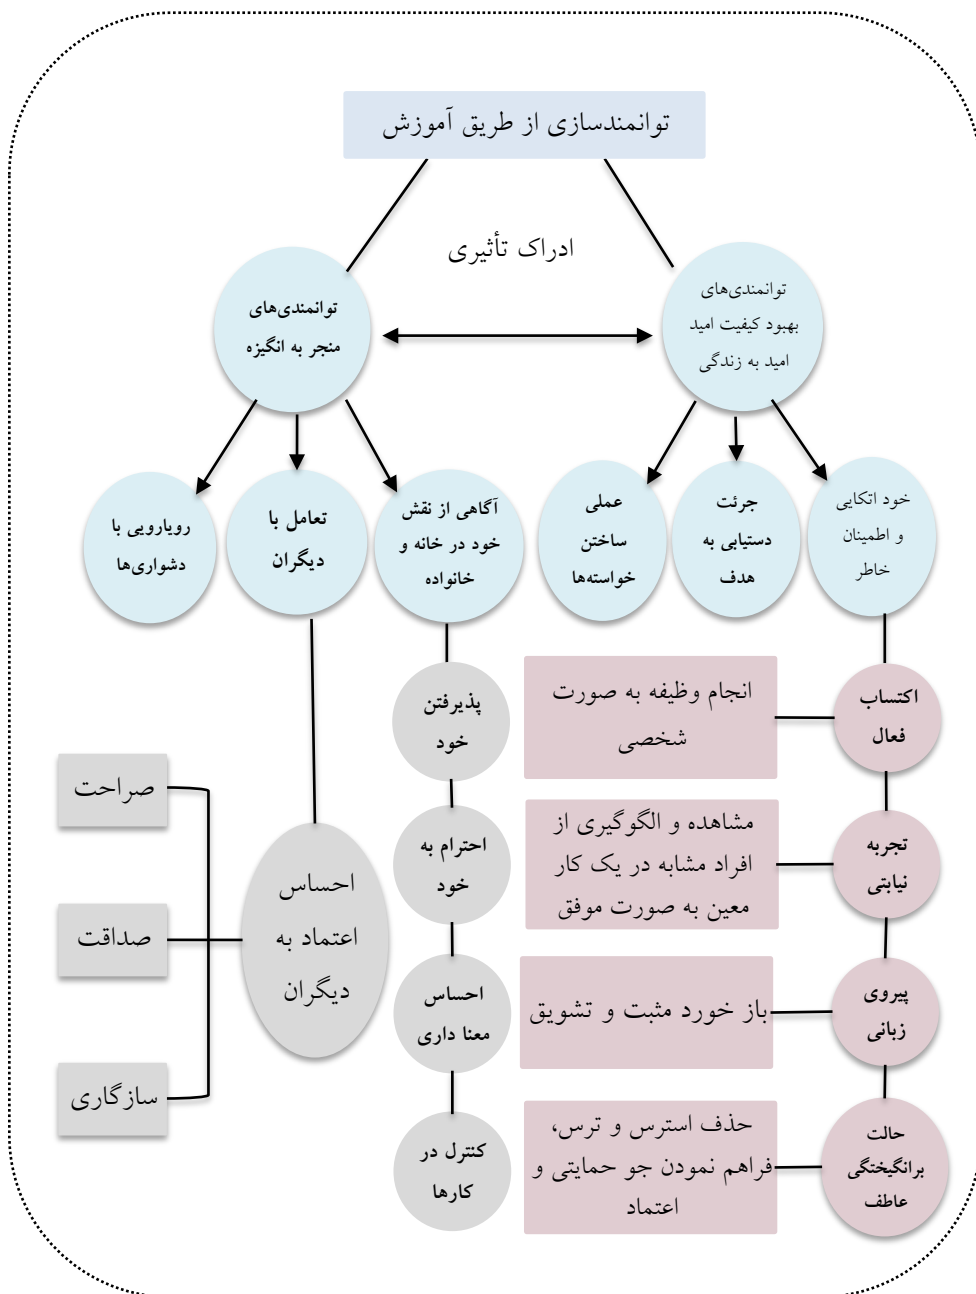 توانمندسازی از طریق آموزش
ادراک تأثیری
توانمندی‌های
بهبود کیفیت امید
امید به زندگی
توانمندی‌های
منجر به انگیزه
خود اتکایی
و اطمینان
خاطر
جرئت
دستیابی به
هدف
عملی
ساختن
خواسته‌ها
آگاهی از نقش
خود در خانه و
خانواده
تعامل با
دیگران
رویارویی با
دشواری‌ها
اکتساب
فعال
انجام وظیفه به صورت
شخصی
تجربه
نیابتی
مشاهده و الگوگیری از
افراد مشابه در یک کار
معین به صورت موفق
پیروی
زبانی
باز خورد مثبت و تشویق
حالت
برانگیختگی
عاطف
حذف استرس و ترس،
فراهم نمودن جو حمایتی و
اعتماد
پذیرفتن
خود
احترام به
خود
احساس
معنا داری
کنترل در
کارها
احساس
اعتماد به
دیگران
صراحت
صداقت
سازگاری